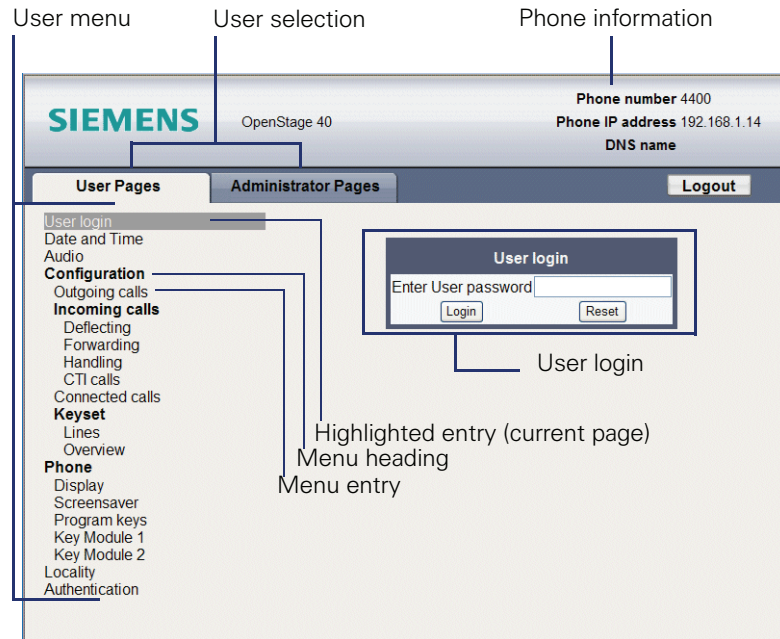 User menu
User selection
Phone information
SIEMENS
OpenStage 40
Phone number 4400
Phone IP address 192.168.1.14
DNS name
User Pages
Administrator Pages
Logout
User login
Date and Time
Audio
Configuration
Outgoing calls
Incoming calls
Deflecting
Forwarding
Handling
CTI calls
Connected calls
Keyset
Lines
Overview
Phone
Display
Screensaver
Program keys
Key Module 1
Key Module 2
Locality
Authentication
User login
Enter User password
Login
Reset
User login
Highlighted entry (current page)
Menu heading
Menu entry